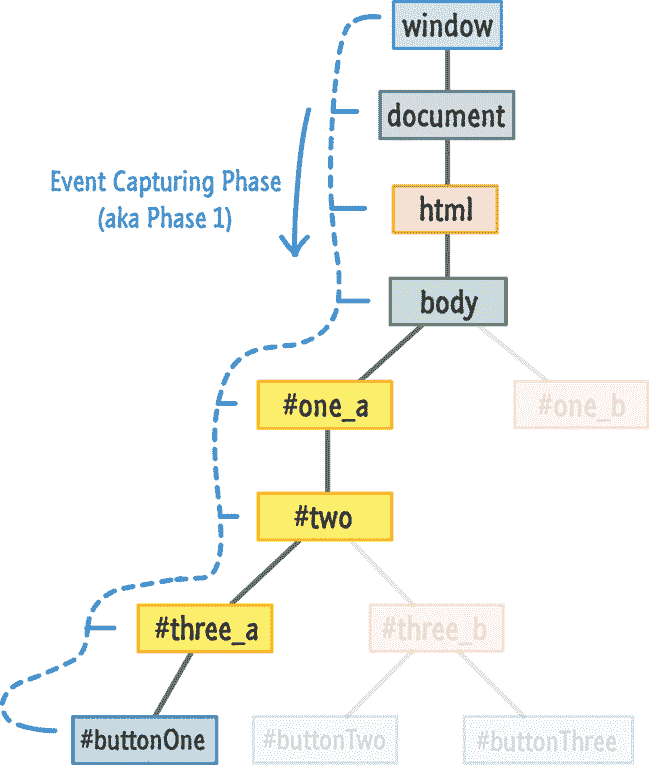 window
document
Event Capturing Phase
(aka Phase 1)
html
body
#one_a
#one_b
#two
#three_a
#three_b
#buttonOne
#buttonTwo
#buttonThree